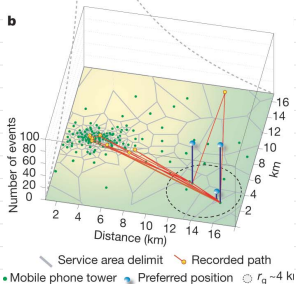 b
Number of events
100
80
60
40
20
0
2
4
6
8
10
12
14
16
Distance (km)
16
14
12
10
8
6
4
2
km
Service area delimit
Recorded path
Mobile phone tower
Preferred position
r_g ~4 k